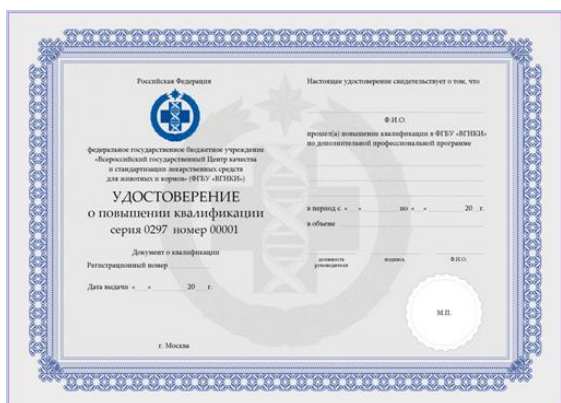 Российская Федерация
федеральное государственное бюджетное учреждение
«Всероссийский государственный Центр качества
и стандартизации лекарственных средств
для животных и кормов» (ФГБУ «ВГНКИ»)
УДОСТОВЕРЕНИЕ
о повышении квалификации
серия 0297 номер 00001
Документ о квалификации
Регистрационный номер
Дата выдачи « » 20 г.
г. Москва
Настоящее удостоверение свидетельствует о том, что
Ф.И.О.
прошел(а) повышение квалификации в ФГБУ «ВГНКИ»
по дополнительной профессиональной программе
в период с « » по « » 20 г.
в объеме
должность руководителя подпись Ф.И.О.
М.П.